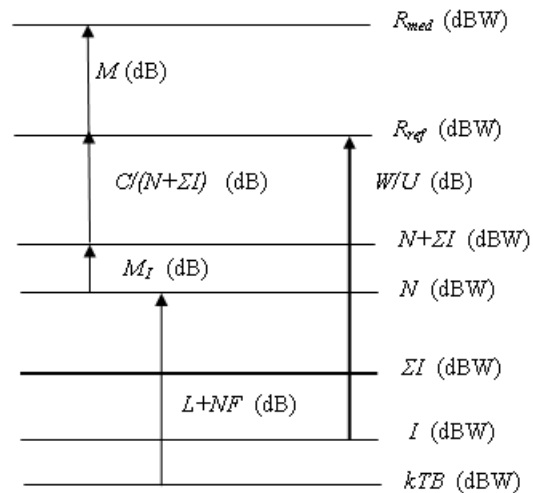 R_med (dBW)
M (dB)
R_ref (dBW)
C/(N+ΣI) (dB)
W/U (dB)
N+ΣI (dBW)
M_I (dB)
N (dBW)
ΣI (dBW)
L+NF (dB)
I (dBW)
kTB (dBW)